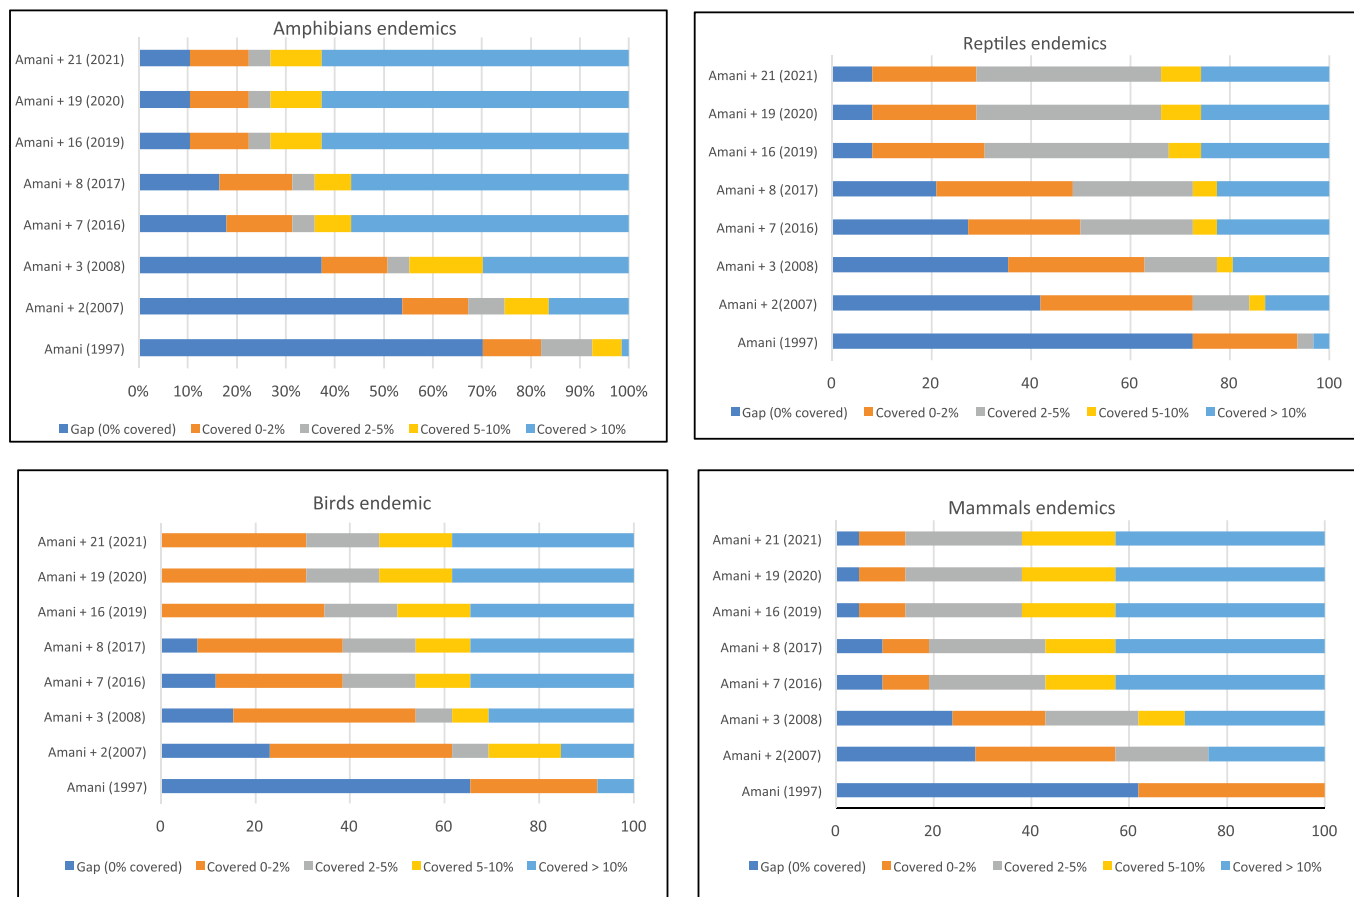 Amphibians endemics
Amani + 21 (2021)
Amani + 19 (2020)
Amani + 16 (2019)
Amani + 8 (2017)
Amani + 7 (2016)
Amani + 3 (2008)
Amani + 2(2007)
Amani (1997)
0% 10% 20% 30% 40% 50% 60% 70% 80% 90% 100%
Gap (0% covered) Covered 0-2% Covered 2-5% Covered 5-10% Covered > 10%
Reptiles endemics
Amani + 21 (2021)
Amani + 19 (2020)
Amani + 16 (2019)
Amani + 8 (2017)
Amani + 7 (2016)
Amani + 3 (2008)
Amani + 2(2007)
Amani (1997)
0 20 40 60 80 100
Gap (0% covered) Covered 0-2% Covered 2-5% Covered 5-10% Covered > 10%
Birds endemic
Amani + 21 (2021)
Amani + 19 (2020)
Amani + 16 (2019)
Amani + 8 (2017)
Amani + 7 (2016)
Amani + 3 (2008)
Amani + 2(2007)
Amani (1997)
0 20 40 60 80 100
Gap (0% covered) Covered 0-2% Covered 2-5% Covered 5-10% Covered > 10%
Mammals endemics
Amani + 21 (2021)
Amani + 19 (2020)
Amani + 16 (2019)
Amani + 8 (2017)
Amani + 7 (2016)
Amani + 3 (2008)
Amani + 2(2007)
Amani (1997)
0 20 40 60 80 100
Gap (0% covered) Covered 0-2% Covered 2-5% Covered 5-10% Covered > 10%